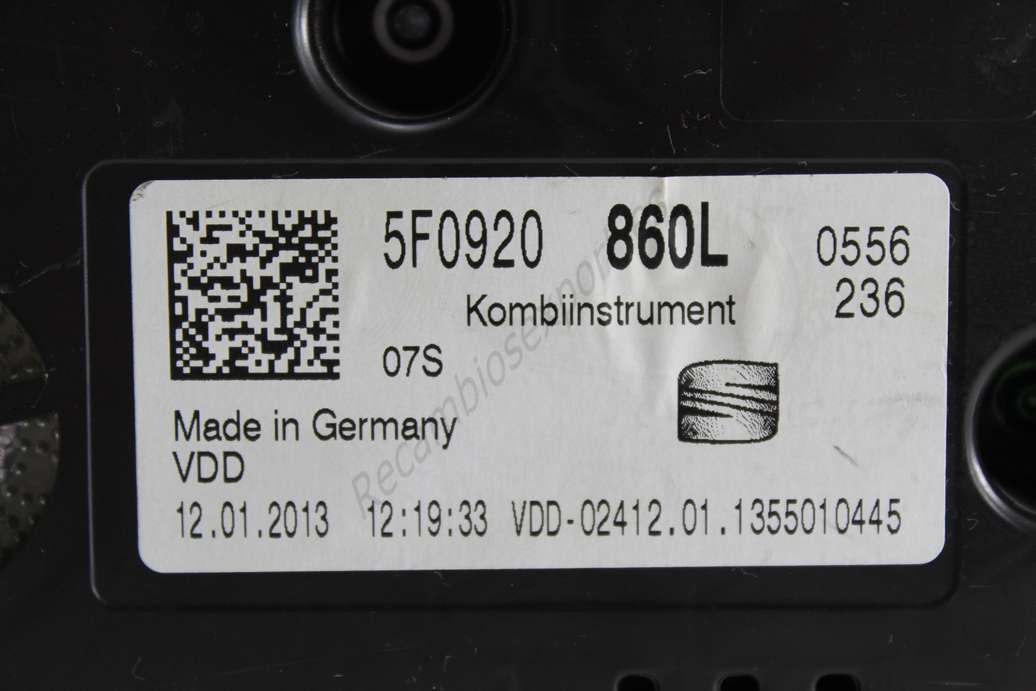 5F0920 860L 0556
236
Kombiinstrument
07S
Made in Germany
VDD
12.01.2013 12:19:33 VDD-02412.01.1355010445